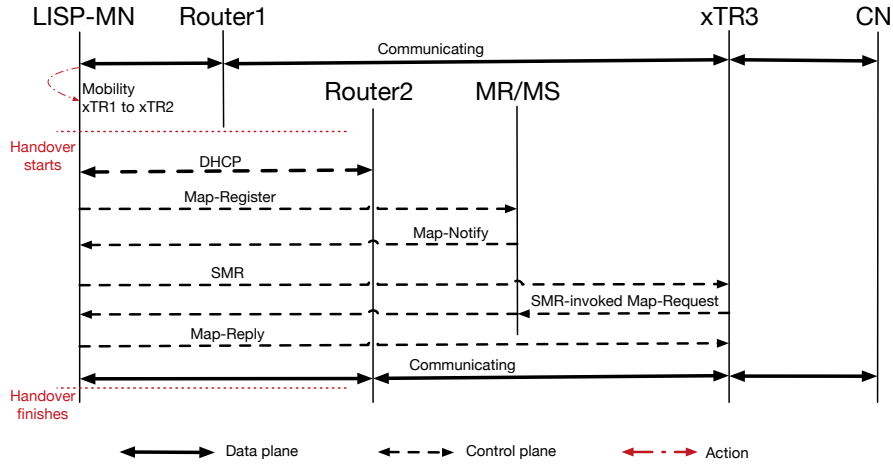 LISP-MN Router1 xTR3 CN
Communicating
Mobility
xTR1 to xTR2
Router2 MR/MS
Handover
starts
DHCP
Map-Register
Map-Notify
SMR
SMR-invoked Map-Request
Map-Reply
Communicating
Handover
finishes
Data plane Control plane Action